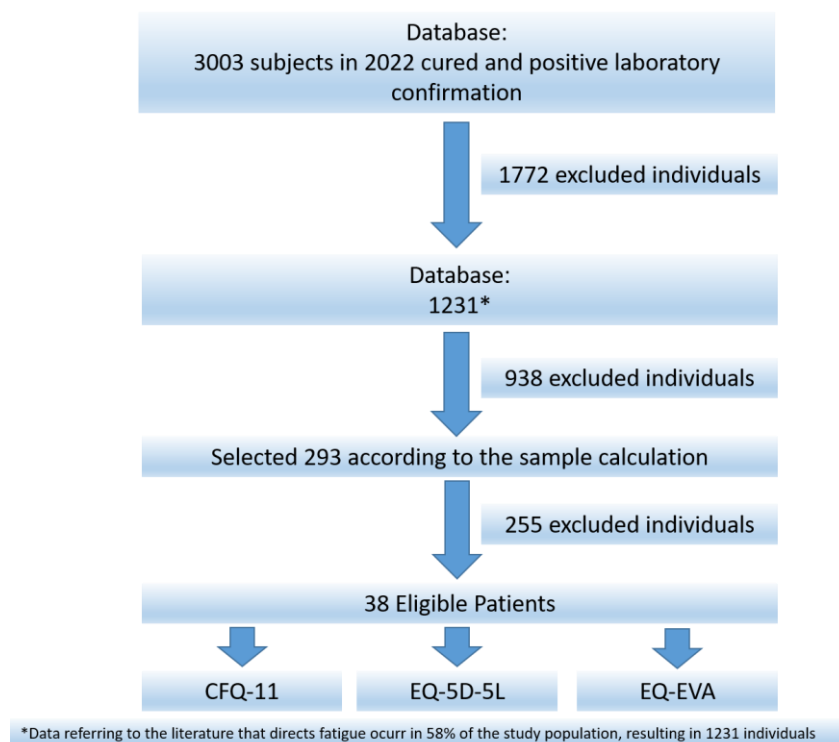 Database:
3003 subjects in 2022 cured and positive laboratory
confirmation
1772 excluded individuals
Database:
1231*
938 excluded individuals
Selected 293 according to the sample calculation
255 excluded individuals
38 Eligible Patients
CFQ-11
EQ-5D-5L
EQ-EVA
*Data referring to the literature that directs fatigue ocurr in 58% of the study population, resulting in 1231 individuals